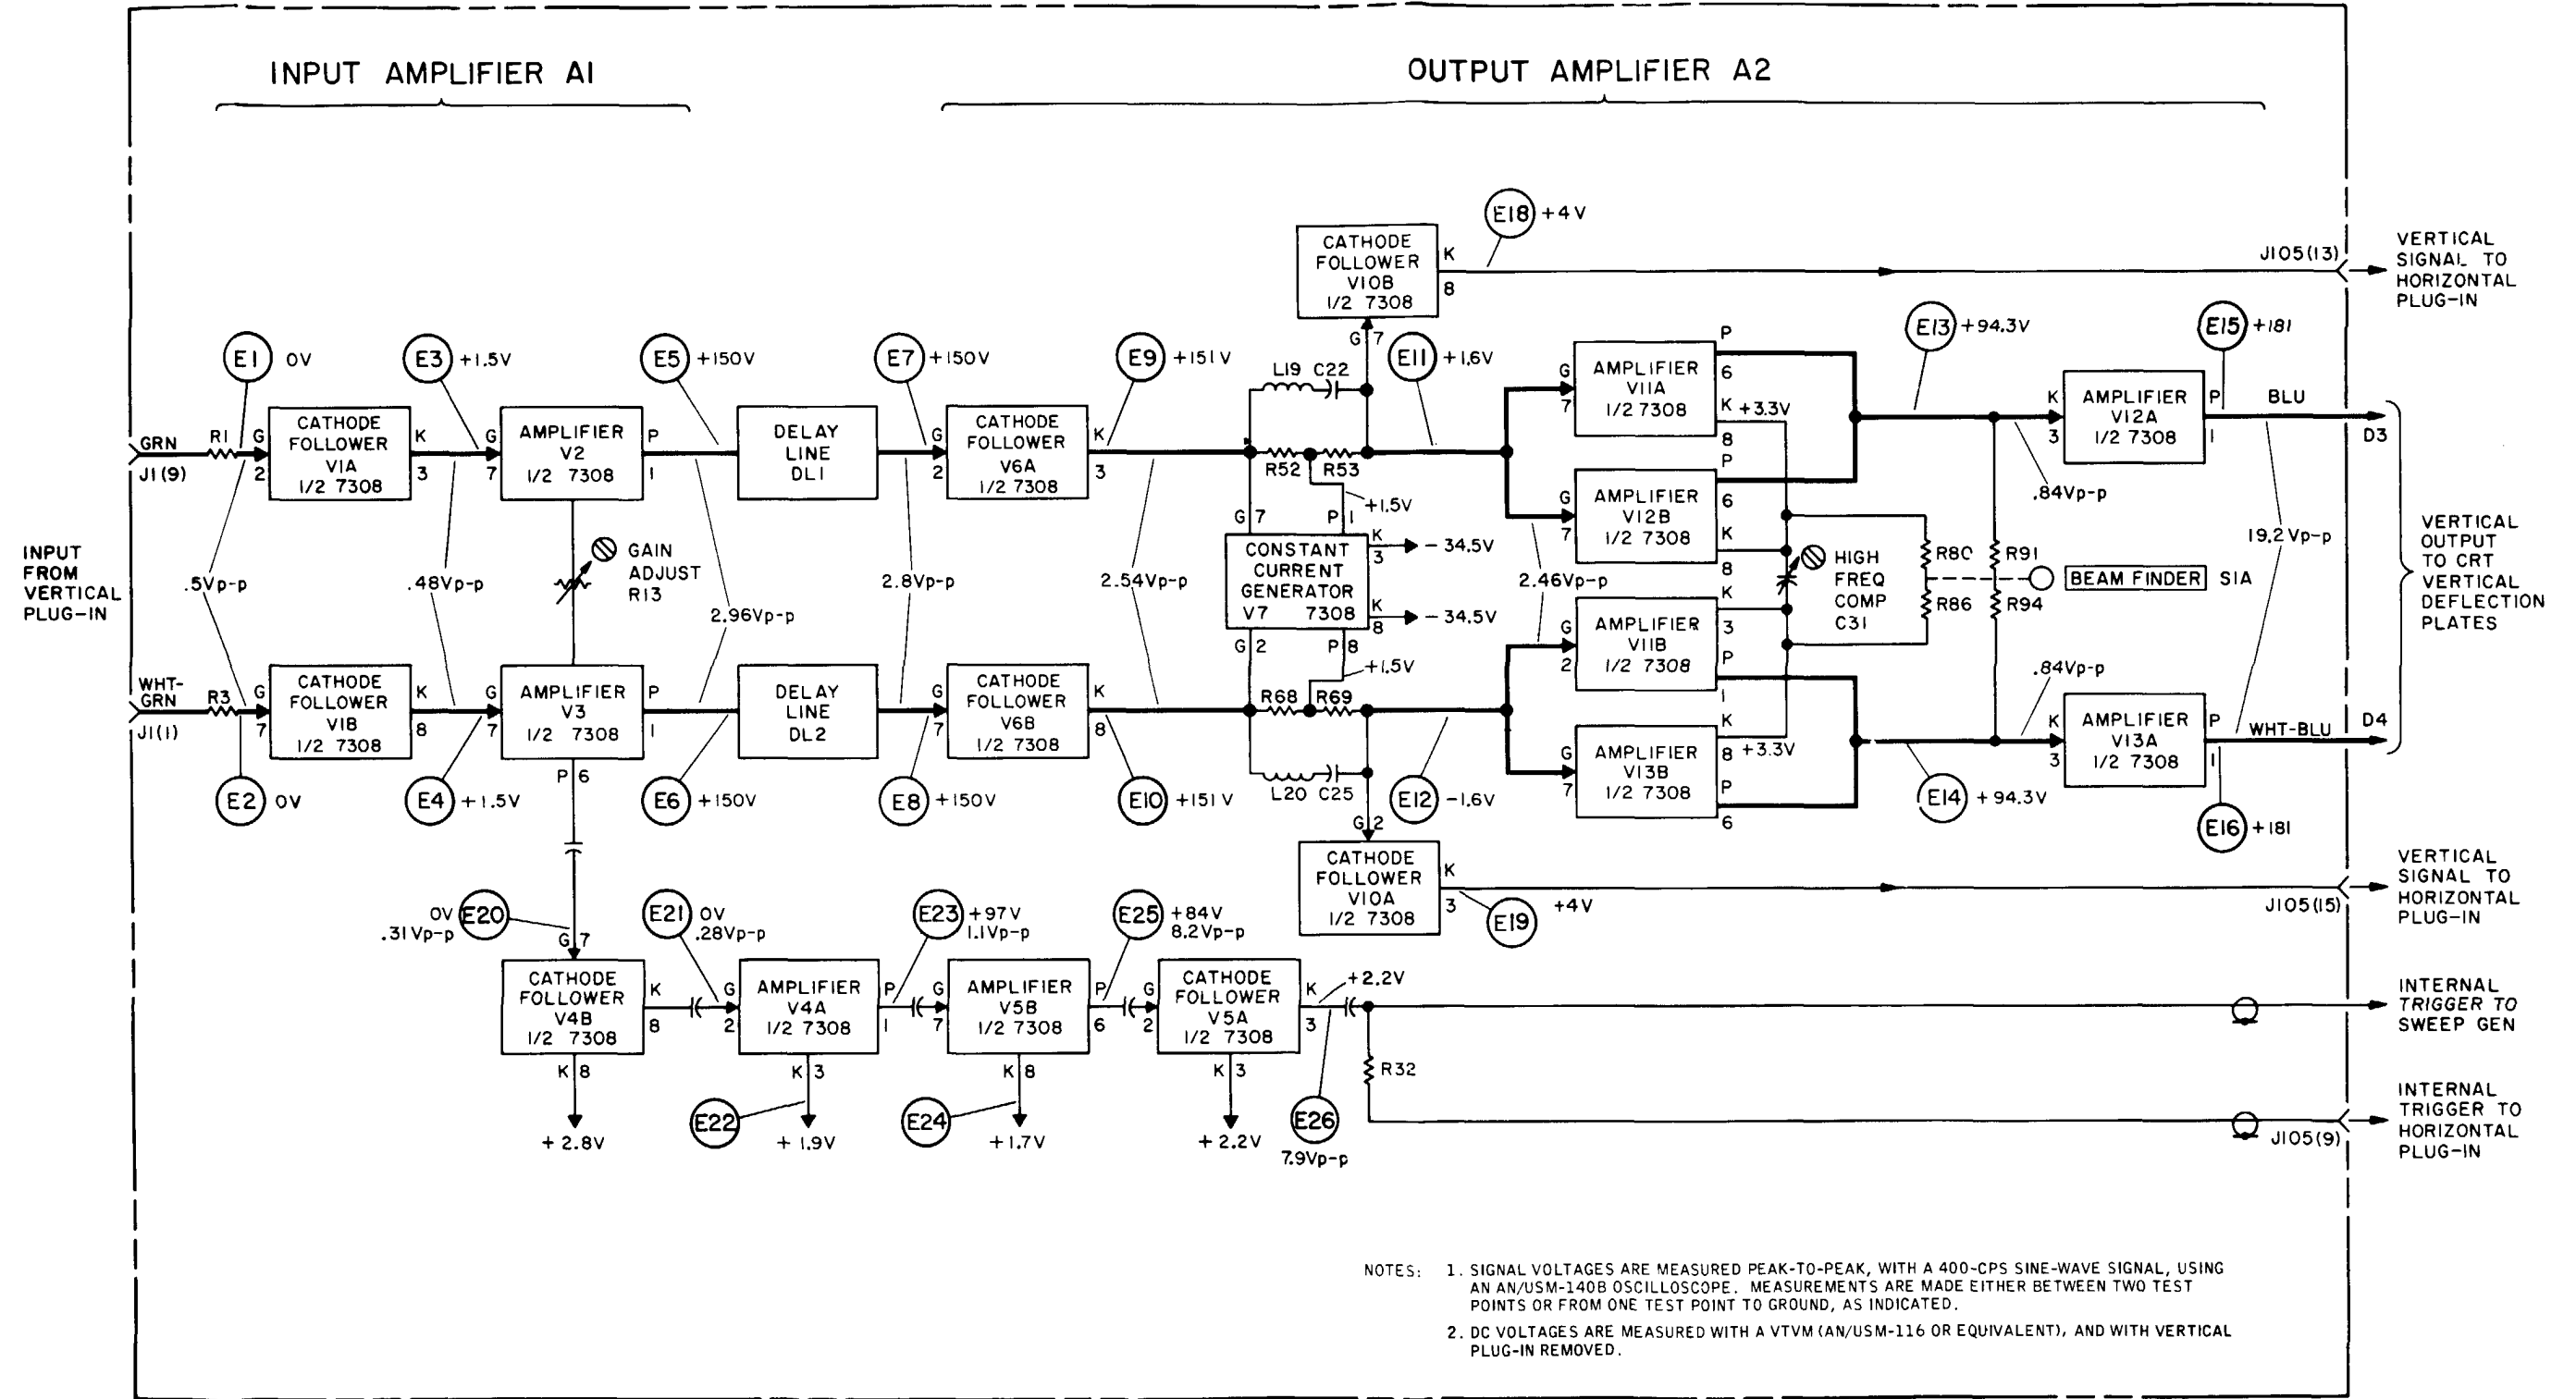 INPUT AMPLIFIER A1
OUTPUT AMPLIFIER A2
E18 +4V
CATHODE
FOLLOWER
V10B
1/2 7308
K
8
G 7
J105(13)
VERTICAL
SIGNAL TO
HORIZONTAL
PLUG-IN
E1 0V
E3 +1.5V
E5 +150V
E7 +150V
E9 +151V
E11 +1.6V
E13 +94.3V
E15 +181
INPUT
FROM
VERTICAL
PLUG-IN
GRN
J1(9)
R1
G
2
CATHODE
FOLLOWER
V1A
1/2 7308
K
3
G
7
AMPLIFIER
V2
1/2 7308
P
1
DELAY
LINE
DL1
G
2
CATHODE
FOLLOWER
V6A
1/2 7308
K
3
L19 C22
R52 R53
+1.5V
G 7
P 1
CONSTANT
CURRENT
GENERATOR
V7 7308
K
3
-34.5V
K
8
-34.5V
G 2
P 8
+1.5V
R68 R69
L20 C25
G
7
AMPLIFIER
V11A
1/2 7308
P
6
K +3.3V
8
G
7
AMPLIFIER
V12B
1/2 7308
P
6
K
8
G
2
AMPLIFIER
V11B
1/2 7308
K
3
P
1
G
7
AMPLIFIER
V13B
1/2 7308
K
8 +3.3V
P
6
HIGH
FREQ
COMP
C31
R80
R86
R91
R94
BEAM FINDER S1A
K
3
AMPLIFIER
V12A
1/2 7308
P
1
BLU
D3
.84Vp-p
19.2Vp-p
VERTICAL
OUTPUT
TO CRT
VERTICAL
DEFLECTION
PLATES
.84Vp-p
K
3
AMPLIFIER
V13A
1/2 7308
P
1
WHT-BLU
D4
.5Vp-p
.48Vp-p
GAIN
ADJUST
R13
2.96Vp-p
2.8Vp-p
2.54Vp-p
2.46Vp-p
WHT-
GRN
J1(1)
R3
G
7
CATHODE
FOLLOWER
V1B
1/2 7308
K
8
G
7
AMPLIFIER
V3
1/2 7308
P
1
P 6
DELAY
LINE
DL2
G
7
CATHODE
FOLLOWER
V6B
1/2 7308
K
8
E2 0V
E4 +1.5V
E6 +150V
E8 +150V
E10 +151V
E12 -1.6V
E14 +94.3V
E16 +181
G 2
CATHODE
FOLLOWER
V10A
1/2 7308
K
3
E19 +4V
J105(15)
VERTICAL
SIGNAL TO
HORIZONTAL
PLUG-IN
0V E20
.31Vp-p
G 7
E21 0V
.28Vp-p
E23 +97V
1.1Vp-p
E25 +84V
8.2Vp-p
CATHODE
FOLLOWER
V4B
1/2 7308
K
8
G
2
AMPLIFIER
V4A
1/2 7308
P
1
G
7
AMPLIFIER
V5B
1/2 7308
P
6
G
2
CATHODE
FOLLOWER
V5A
1/2 7308
K
3
+2.2V
INTERNAL
TRIGGER TO
SWEEP GEN
K 8
+2.8V
K 3
E22
+1.9V
K 8
E24
+1.7V
K 3
+2.2V
E26
7.9Vp-p
R32
J105(9)
INTERNAL
TRIGGER TO
HORIZONTAL
PLUG-IN
NOTES: 1. SIGNAL VOLTAGES ARE MEASURED PEAK-TO-PEAK, WITH A 400-CPS SINE-WAVE SIGNAL, USING
AN AN/USM-140B OSCILLOSCOPE. MEASUREMENTS ARE MADE EITHER BETWEEN TWO TEST
POINTS OR FROM ONE TEST POINT TO GROUND, AS INDICATED.
2. DC VOLTAGES ARE MEASURED WITH A VTVM (AN/USM-116 OR EQUIVALENT), AND WITH VERTICAL
PLUG-IN REMOVED.